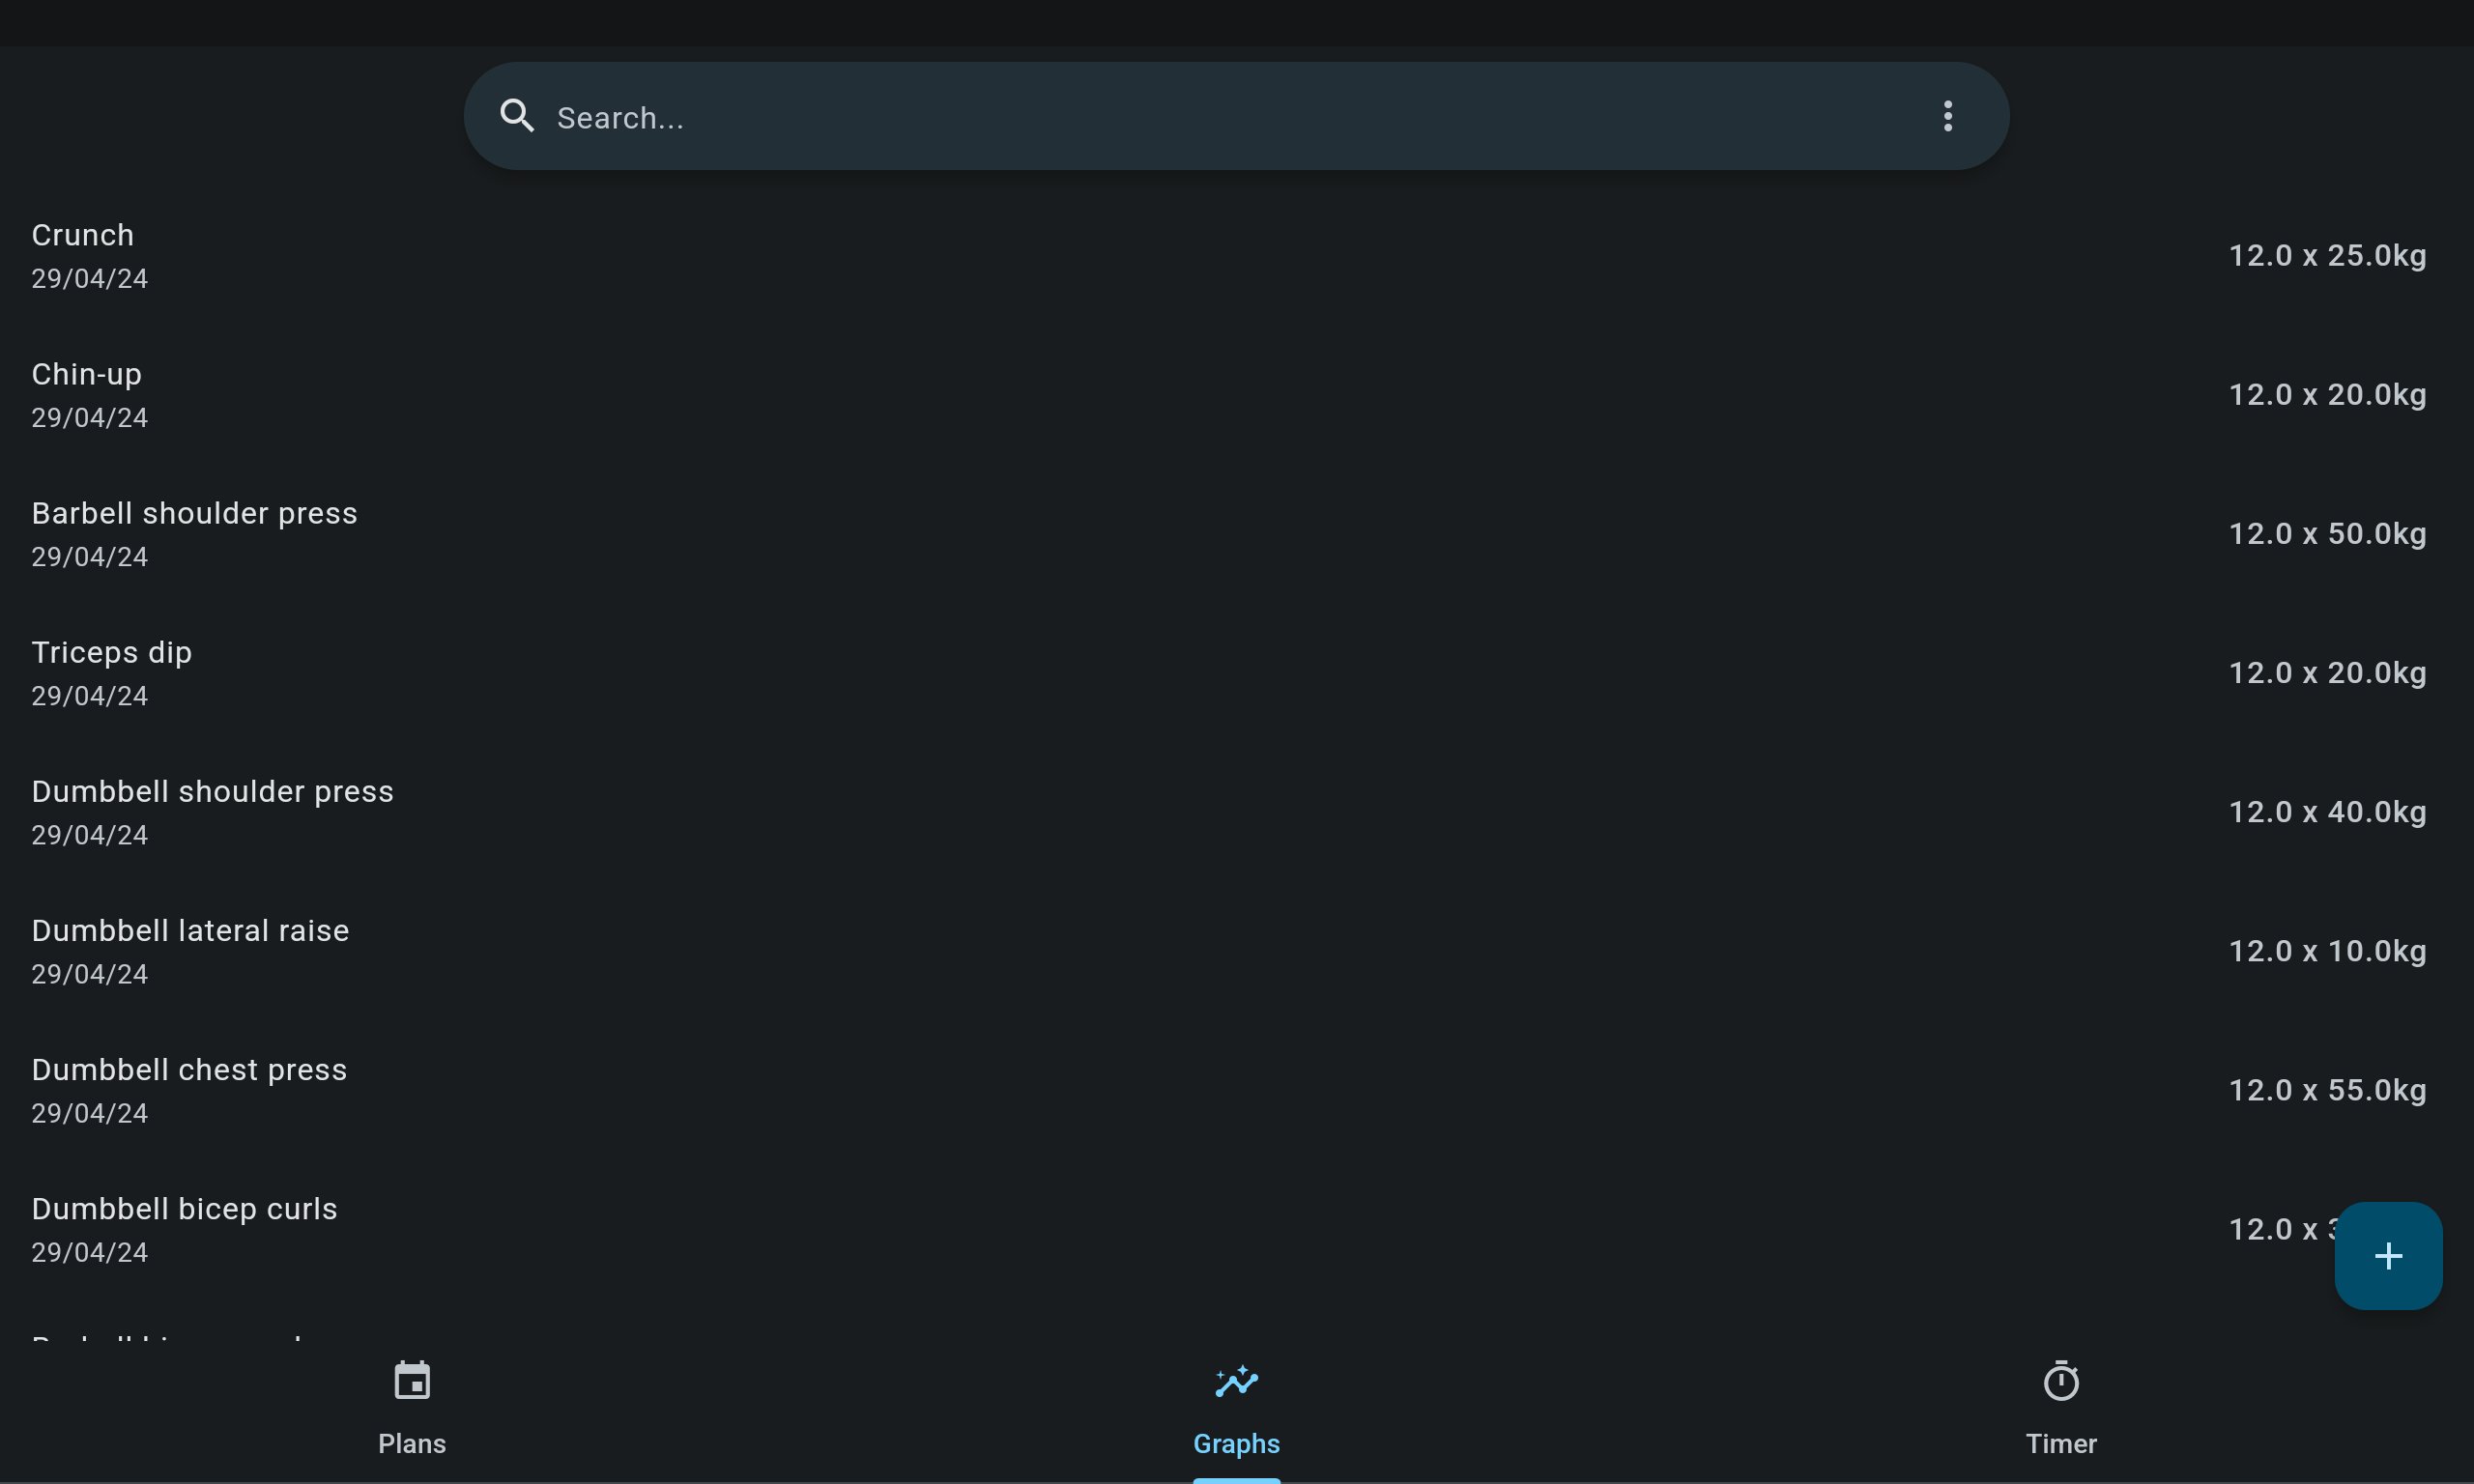 Search...
Crunch
29/04/24
12.0 x 25.0kg
Chin-up
29/04/24
12.0 x 20.0kg
Barbell shoulder press
29/04/24
12.0 x 50.0kg
Triceps dip
29/04/24
12.0 x 20.0kg
Dumbbell shoulder press
29/04/24
12.0 x 40.0kg
Dumbbell lateral raise
29/04/24
12.0 x 10.0kg
Dumbbell chest press
29/04/24
12.0 x 55.0kg
Dumbbell bicep curls
29/04/24
12.0 x
Plans
Graphs
Timer